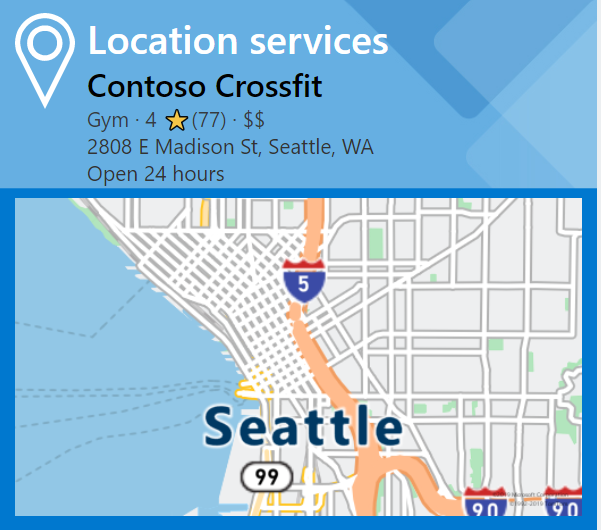 Location services
Contoso Crossfit
Gym · 4 ⭐ (77) · $$
2808 E Madison St, Seattle, WA
Open 24 hours
5
Seattle
99
90
90